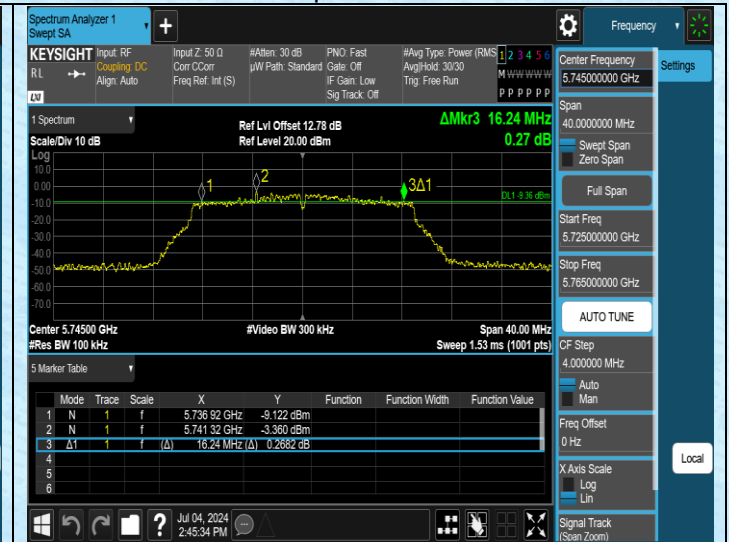 Spectrum Analyzer 1
Swept SA
Frequency
KEYSIGHT
RL
LXI
Input: RF
Coupling: DC
Align: Auto
Input Z: 50 Ω
Corr CCorr
Freq Ref: Int (S)
#Atten: 30 dB
µW Path: Standard
PNO: Fast
Gate: Off
IF Gain: Low
Sig Track: Off
#Avg Type: Power (RMS
Avg|Hold: 30/30
Trig: Free Run
1 2 3 4 5 6
M W W W W W
P P P P P P
Center Frequency
5.745000000 GHz
Settings
Span
40.0000000 MHz
Swept Span
Zero Span
Full Span
Start Freq
5.725000000 GHz
Stop Freq
5.765000000 GHz
AUTO TUNE
CF Step
4.000000 MHz
Auto
Man
Freq Offset
0 Hz
X Axis Scale
Log
Lin
Signal Track
(Span Zoom)
Local
1 Spectrum
Scale/Div 10 dB
Ref Lvl Offset 12.78 dB
Ref Level 20.00 dBm
ΔMkr3 16.24 MHz
0.27 dB
Log
10.0
0.00
-10.0
-20.0
-30.0
-40.0
-50.0
-60.0
-70.0
1
2
3Δ1
DL1 -9.36 dBm
Center 5.74500 GHz
#Video BW 300 kHz
Span 40.00 MHz
#Res BW 100 kHz
Sweep 1.53 ms (1001 pts)
5 Marker Table
Mode Trace Scale X Y Function Function Width Function Value
1 N 1 f 5.736 92 GHz -9.122 dBm
2 N 1 f 5.741 32 GHz -3.360 dBm
3 Δ1 1 f (Δ) 16.24 MHz (Δ) 0.2682 dB
4
5
6
?
Jul 04, 2024
2:45:34 PM